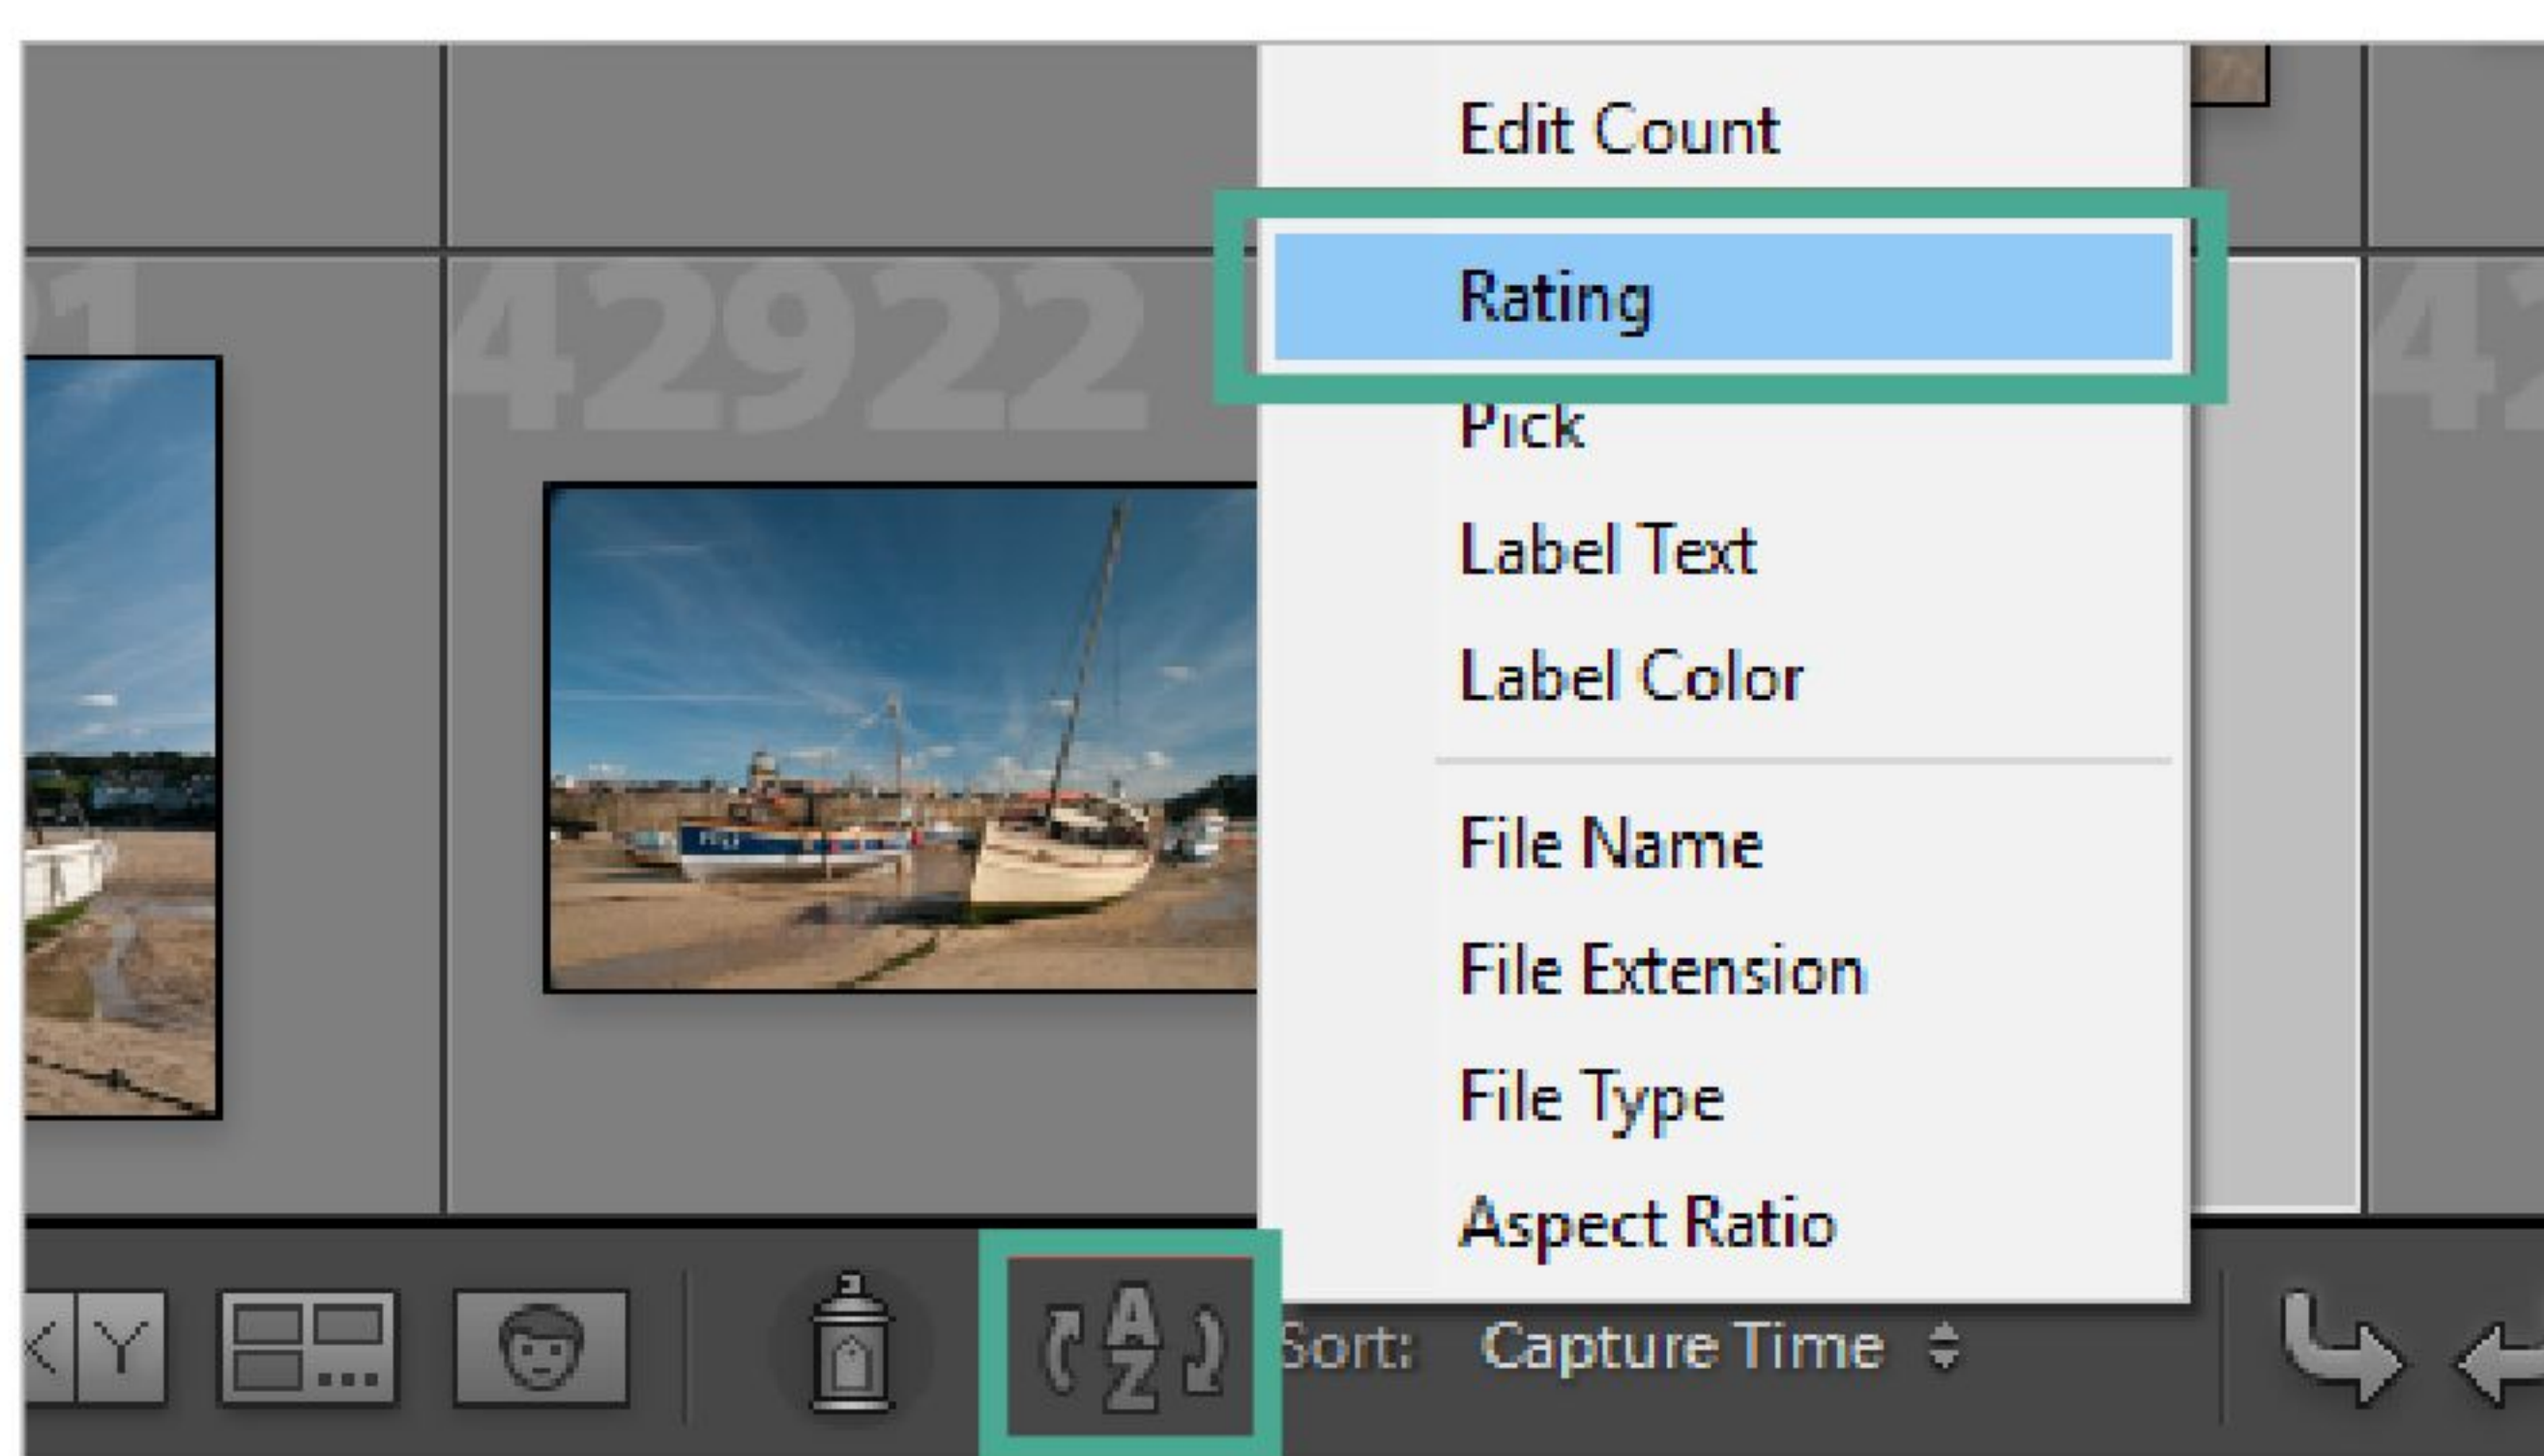 Edit Count
Rating
Pick
Label Text
Label Color
File Name
File Extension
File Type
Aspect Ratio
42922
Y
A
Z
Sort: Capture Time